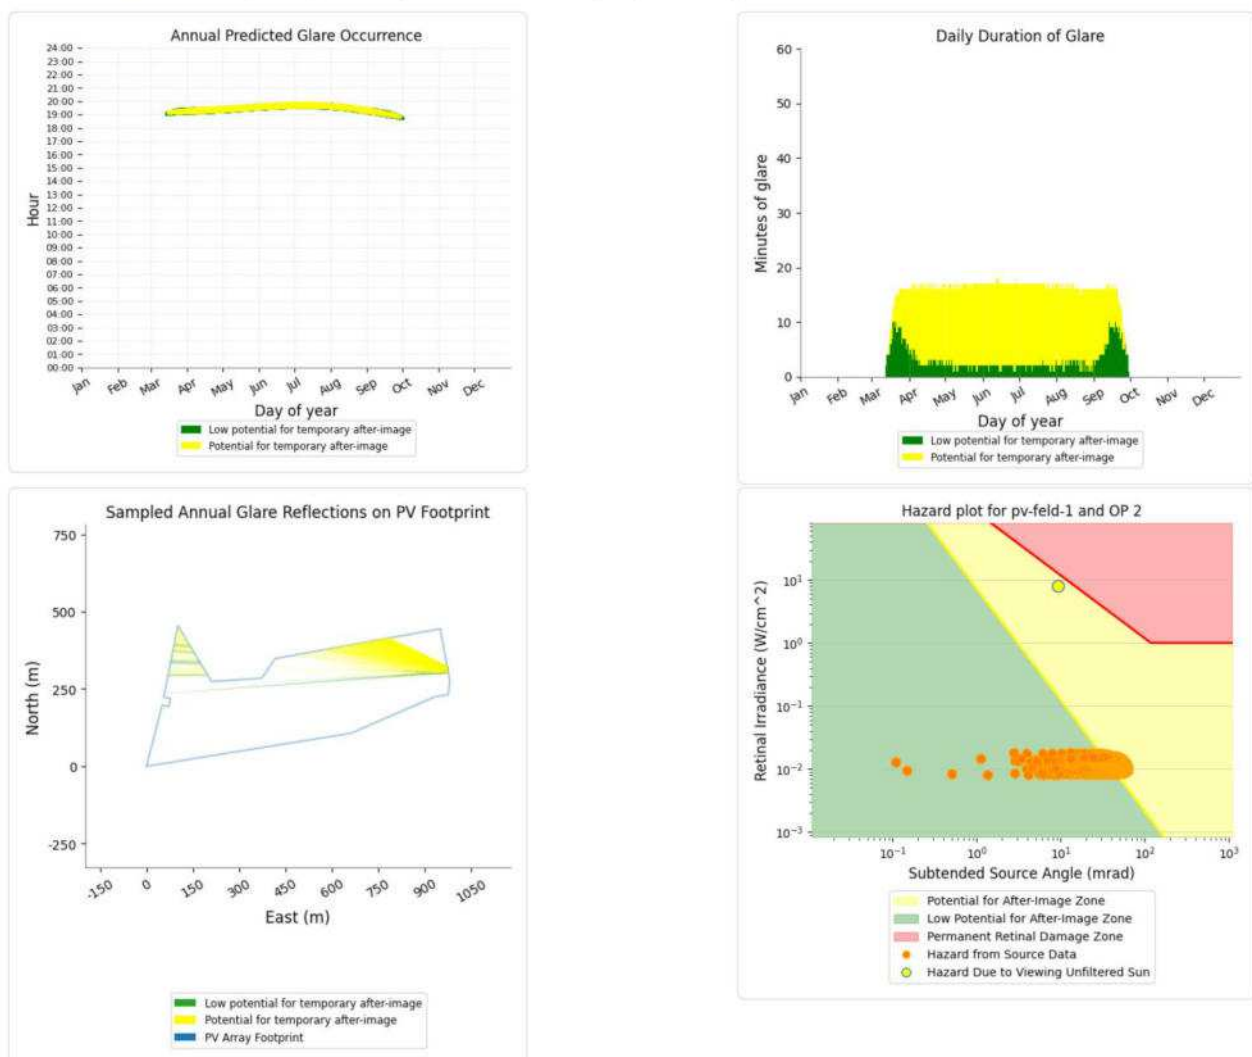 Annual Predicted Glare Occurrence
Hour
24:00
23:00
22:00
21:00
20:00
19:00
18:00
17:00
16:00
15:00
14:00
13:00
12:00
11:00
10:00
09:00
08:00
07:00
06:00
05:00
04:00
03:00
02:00
01:00
00:00
Jan Feb Mar Apr May Jun Jul Aug Sep Oct Nov Dec
Day of year
Low potential for temporary after-image
Potential for temporary after-image
Daily Duration of Glare
Minutes of glare
60
50
40
30
20
10
0
Jan Feb Mar Apr May Jun Jul Aug Sep Oct Nov Dec
Day of year
Low potential for temporary after-image
Potential for temporary after-image
Sampled Annual Glare Reflections on PV Footprint
North (m)
750
500
250
0
-250
-150 0 150 300 450 600 750 900 1050
East (m)
Low potential for temporary after-image
Potential for temporary after-image
PV Array Footprint
Hazard plot for pv-feld-1 and OP 2
Retinal Irradiance (W/cm^2)
10¹
10⁰
10⁻¹
10⁻²
10⁻³
10⁻¹ 10⁰ 10¹ 10² 10³
Subtended Source Angle (mrad)
Potential for After-Image Zone
Low Potential for After-Image Zone
Permanent Retinal Damage Zone
Hazard from Source Data
Hazard Due to Viewing Unfiltered Sun